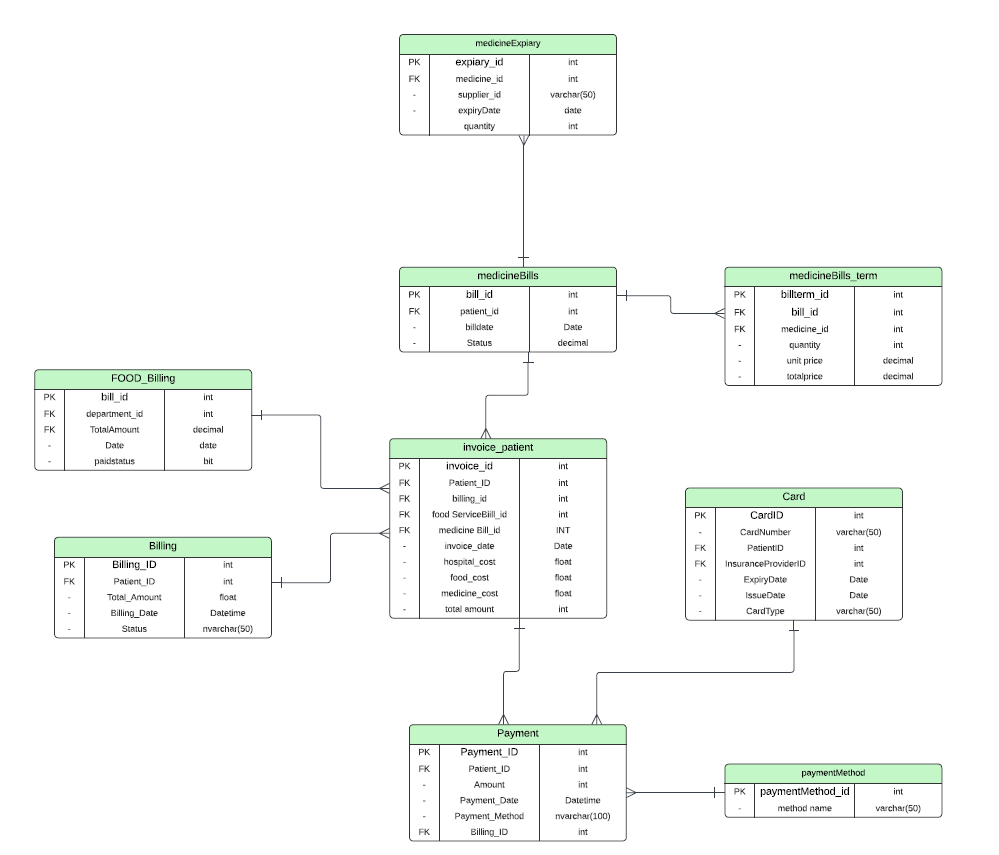 medicineExpiary
PK expiary_id int
FK medicine_id int
- supplier_id varchar(50)
- expiryDate date
quantity int
medicineBills
PK bill_id int
FK patient_id int
- billdate Date
- Status decimal
medicineBills_term
PK billterm_id int
FK bill_id int
FK medicine_id int
- quantity int
- unit price decimal
- totalprice decimal
FOOD_Billing
PK bill_id int
FK department_id int
FK TotalAmount decimal
- Date date
- paidstatus bit
invoice_patient
PK invoice_id int
FK Patient_ID int
FK billing_id int
FK food ServiceBiill_id int
FK medicine Bill_id INT
- invoice_date Date
- hospital_cost float
- food_cost float
- medicine_cost float
- total amount int
Card
PK CardID int
- CardNumber varchar(50)
FK PatientID int
FK InsuranceProviderID int
- ExpiryDate Date
- IssueDate Date
- CardType varchar(50)
Billing
PK Billing_ID int
FK Patient_ID int
- Total_Amount float
- Billing_Date Datetime
- Status nvarchar(50)
Payment
PK Payment_ID int
FK Patient_ID int
- Amount int
- Payment_Date Datetime
- Payment_Method nvarchar(100)
FK Billing_ID int
paymentMethod
PK paymentMethod_id int
- method name varchar(50)